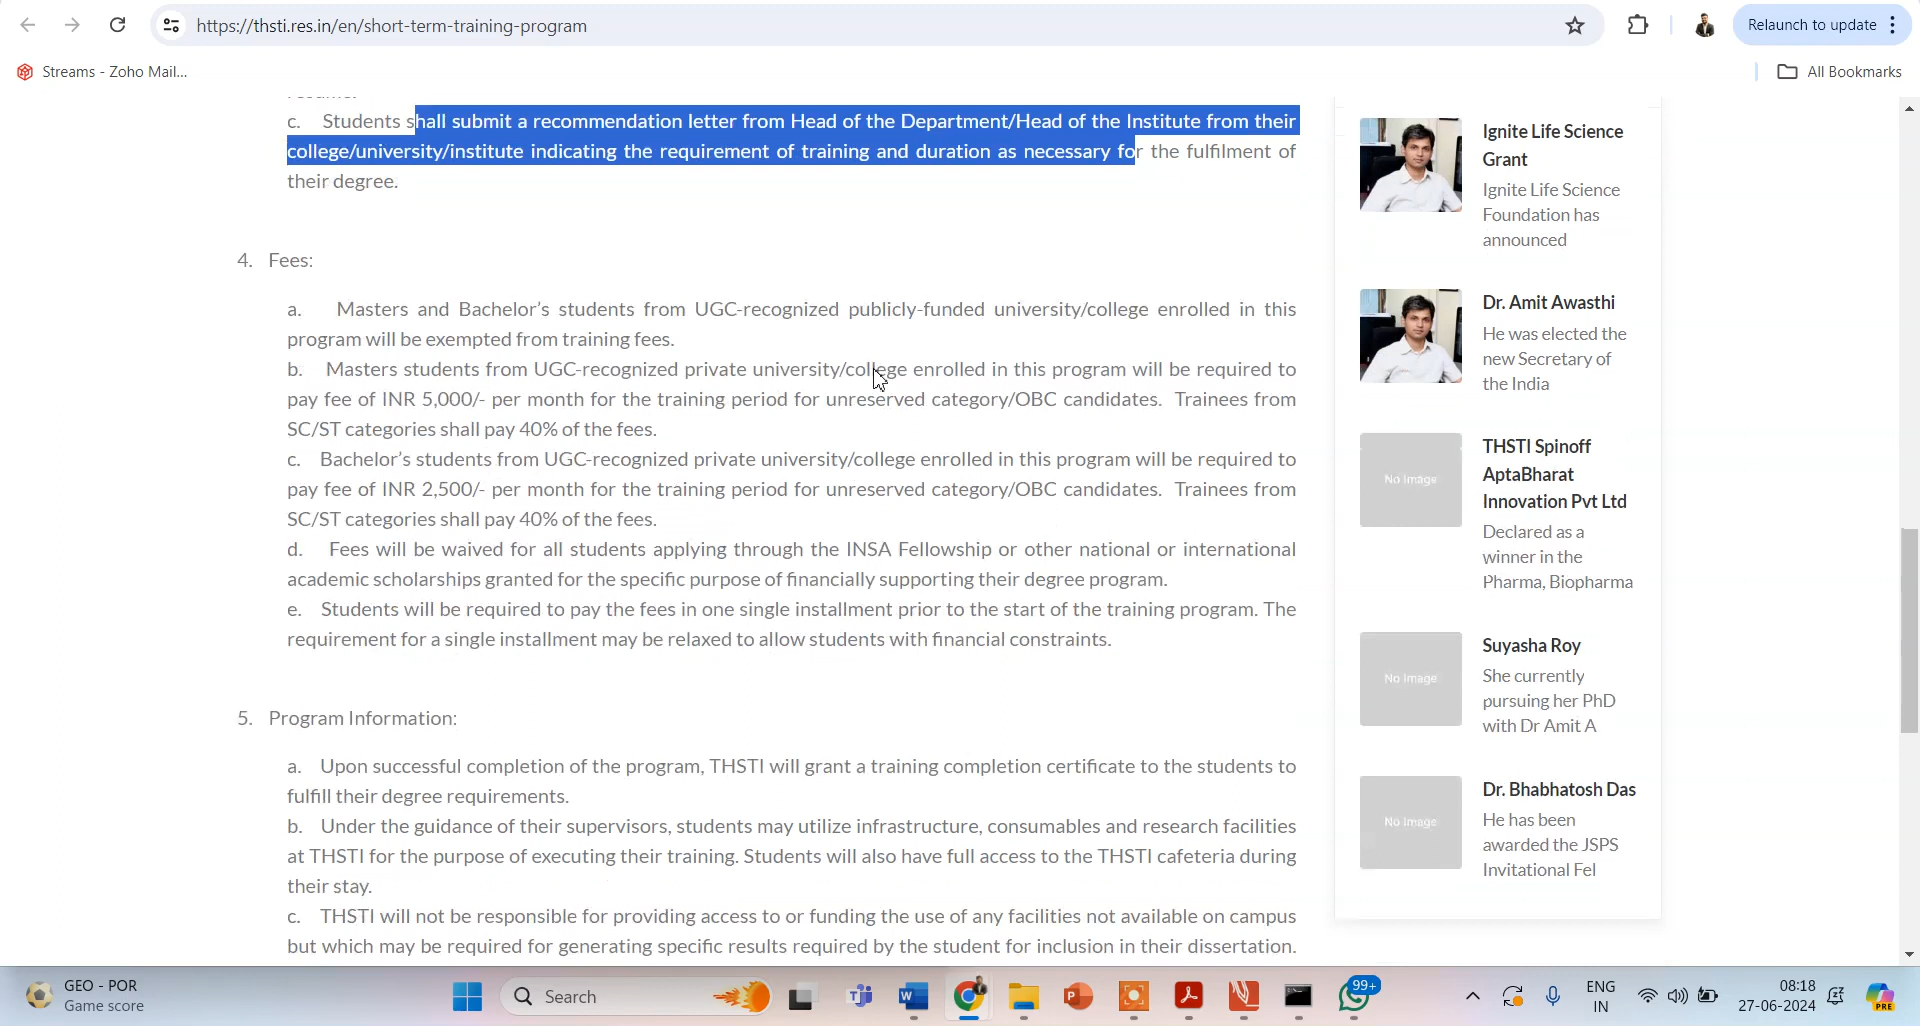 https://thsti.res.in/en/short-term-training-program
Relaunch to update
Streams - Zoho Mail...
All Bookmarks
c. Students shall submit a recommendation letter from Head of the Department/Head of the Institute from their
college/university/institute indicating the requirement of training and duration as necessary for the fulfilment of
their degree.
4. Fees:
a. Masters and Bachelor's students from UGC-recognized publicly-funded university/college enrolled in this
program will be exempted from training fees.
b. Masters students from UGC-recognized private university/college enrolled in this program will be required to
pay fee of INR 5,000/- per month for the training period for unreserved category/OBC candidates. Trainees from
SC/ST categories shall pay 40% of the fees.
c. Bachelor's students from UGC-recognized private university/college enrolled in this program will be required to
pay fee of INR 2,500/- per month for the training period for unreserved category/OBC candidates. Trainees from
SC/ST categories shall pay 40% of the fees.
d. Fees will be waived for all students applying through the INSA Fellowship or other national or international
academic scholarships granted for the specific purpose of financially supporting their degree program.
e. Students will be required to pay the fees in one single installment prior to the start of the training program. The
requirement for a single installment may be relaxed to allow students with financial constraints.
5. Program Information:
a. Upon successful completion of the program, THSTI will grant a training completion certificate to the students to
fulfill their degree requirements.
b. Under the guidance of their supervisors, students may utilize infrastructure, consumables and research facilities
at THSTI for the purpose of executing their training. Students will also have full access to the THSTI cafeteria during
their stay.
c. THSTI will not be responsible for providing access to or funding the use of any facilities not available on campus
but which may be required for generating specific results required by the student for inclusion in their dissertation.
Ignite Life Science
Grant
Ignite Life Science
Foundation has
announced
Dr. Amit Awasthi
He was elected the
new Secretary of
the India
No Image
THSTI Spinoff
AptaBharat
Innovation Pvt Ltd
Declared as a
winner in the
Pharma, Biopharma
No Image
Suyasha Roy
She currently
pursuing her PhD
with Dr Amit A
No Image
Dr. Bhabhatosh Das
He has been
awarded the JSPS
Invitational Fel
GEO - POR
Game score
Search
99+
ENG
IN
08:18
27-06-2024
PRE